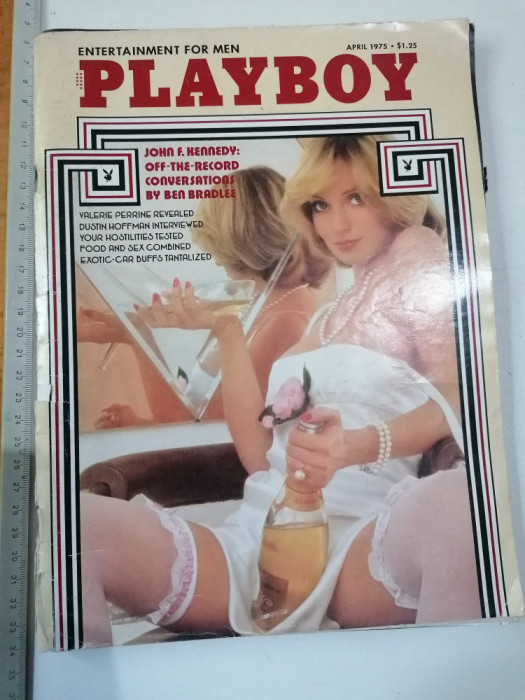 ENTERTAINMENT FOR MEN
APRIL 1975 • $1.25
PLAYBOY
JOHN F. KENNEDY:
OFF-THE-RECORD
CONVERSATIONS
BY BEN BRADLEE
VALERIE PERRINE REVEALED
DUSTIN HOFFMAN INTERVIEWED
YOUR HOSTILITIES TESTED
FOOD AND SEX COMBINED
EXOTIC-CAR BUFFS TANTALIZED